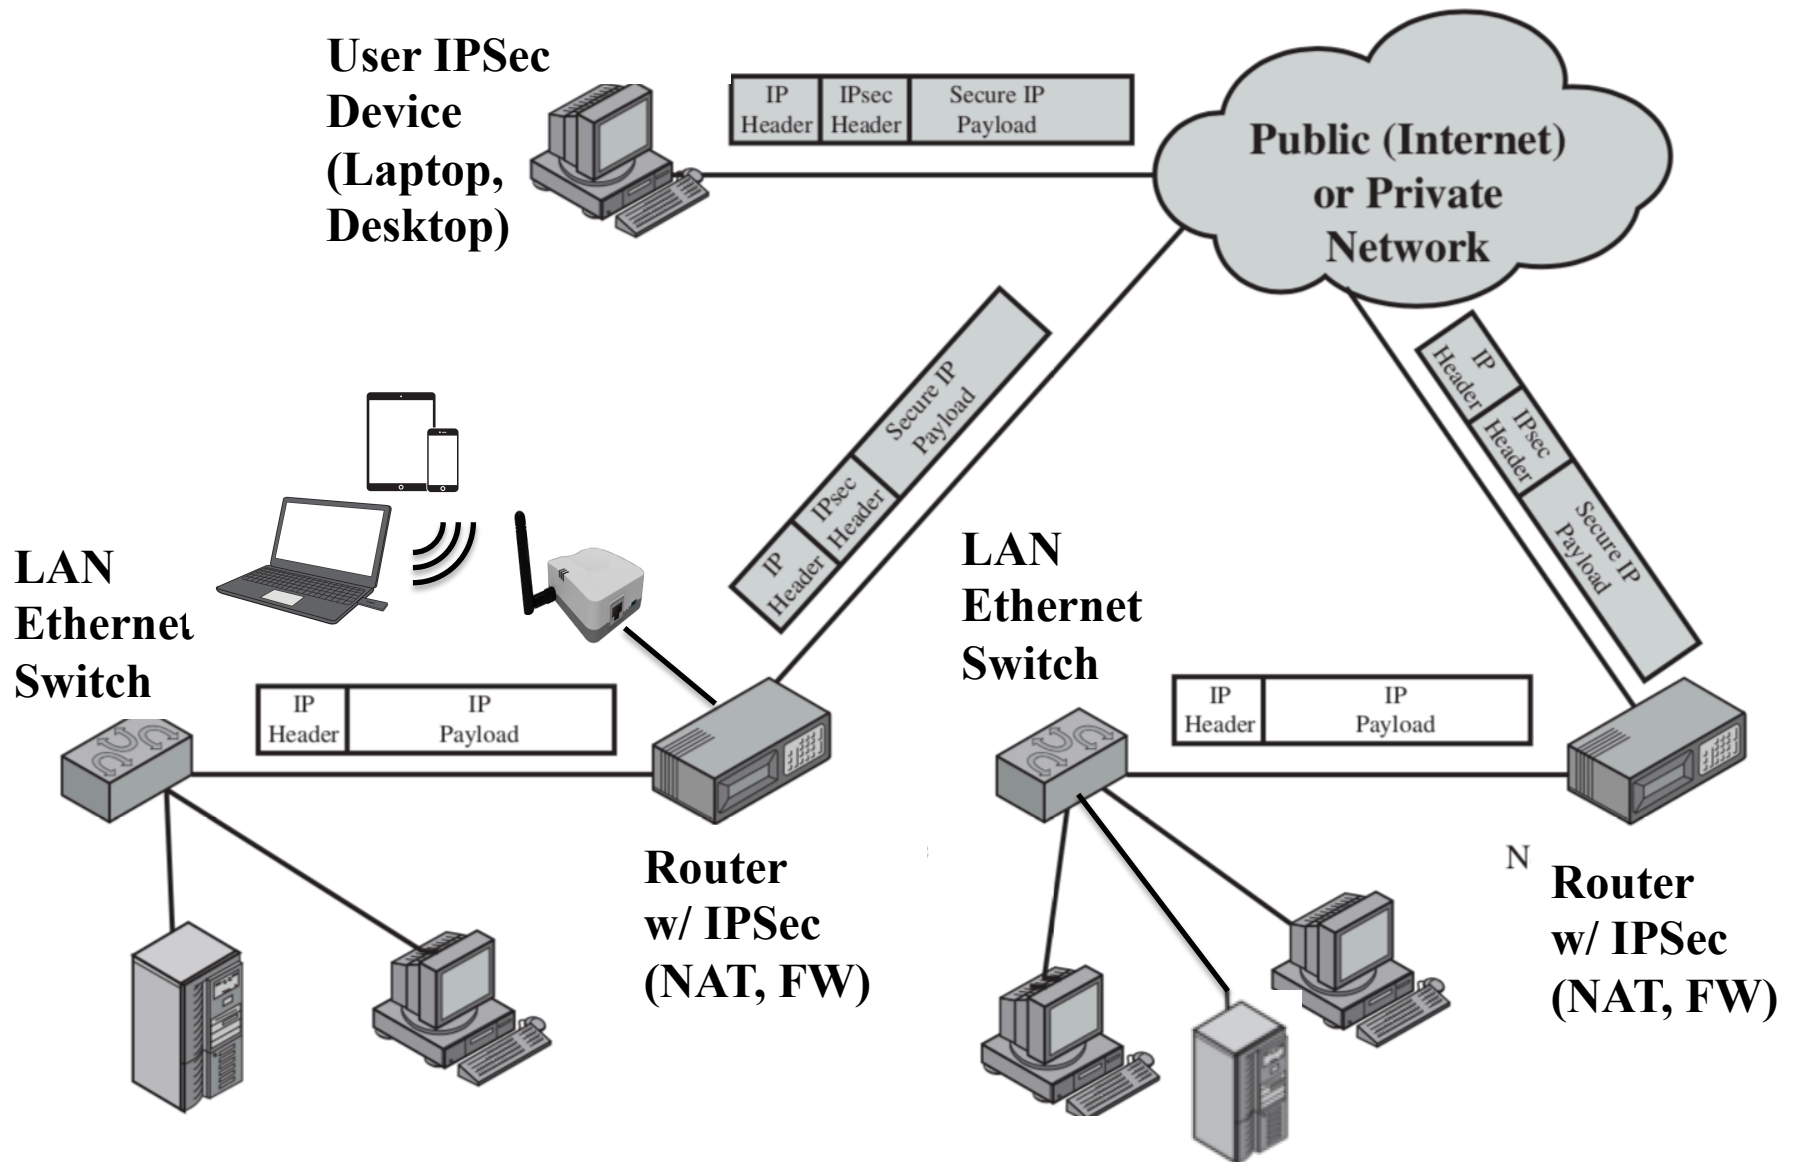 User IPSec
Device
(Laptop,
Desktop)
IP
Header
IPsec
Header
Secure IP
Payload
Public (Internet)
or Private
Network
IP
Header
IPsec
Header
Secure IP
Payload
IP
Header
IPsec
Header
Secure IP
Payload
LAN
Ethernet
Switch
IP
Header
IP
Payload
LAN
Ethernet
Switch
IP
Header
IP
Payload
Router
w/ IPSec
(NAT, FW)
N
Router
w/ IPSec
(NAT, FW)